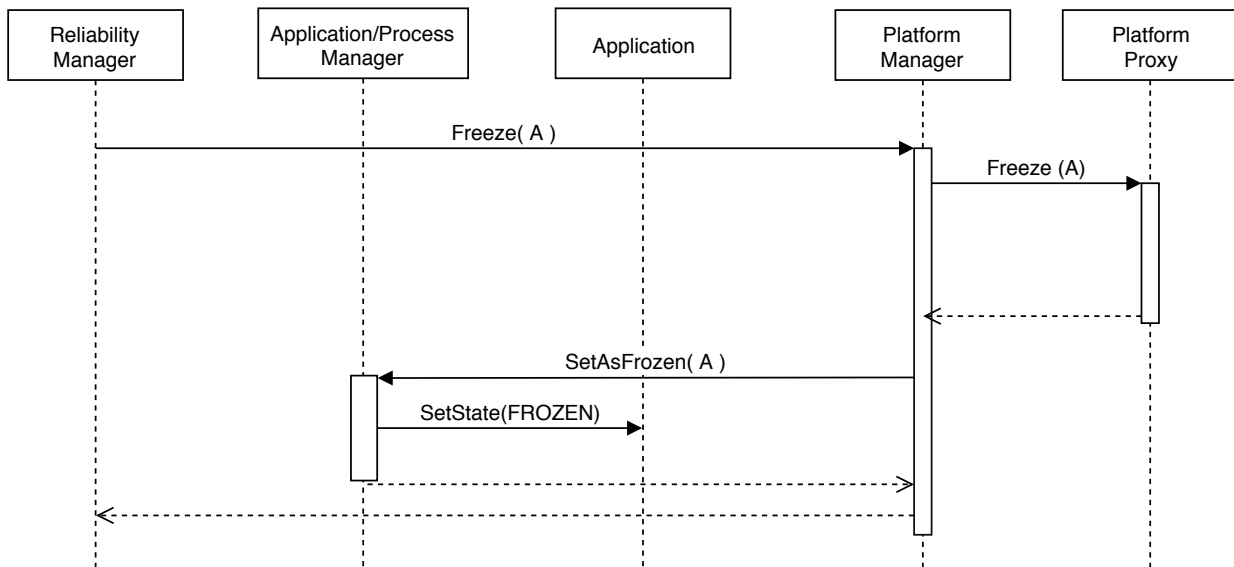 Reliability
Manager
Application/Process
Manager
Application
Platform
Manager
Platform
Proxy
Freeze( A )
Freeze (A)
SetAsFrozen( A )
SetState(FROZEN)